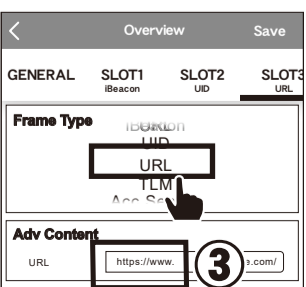 Overview
Save
GENERAL
SLOT1
SLOT2
SLOT3
iBeacon
UID
URL
Frame Type
UID
URL
TLM
Adv Content
URL
https://www.
3
e.com/